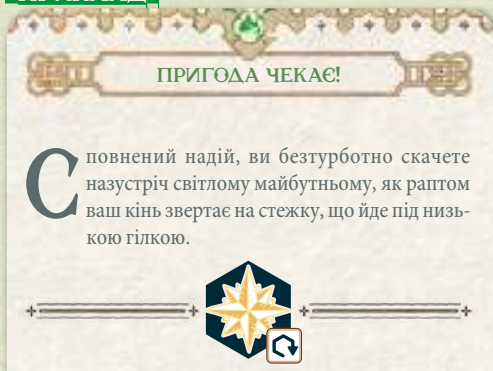 ПРИГОДА ЧЕКАЄ!
Сповнений надій, ви безтурботно скачете
назустріч світлому майбутньому, як раптом
ваш кінь звертає на стежку, що йде під низь-
кою гілкою.